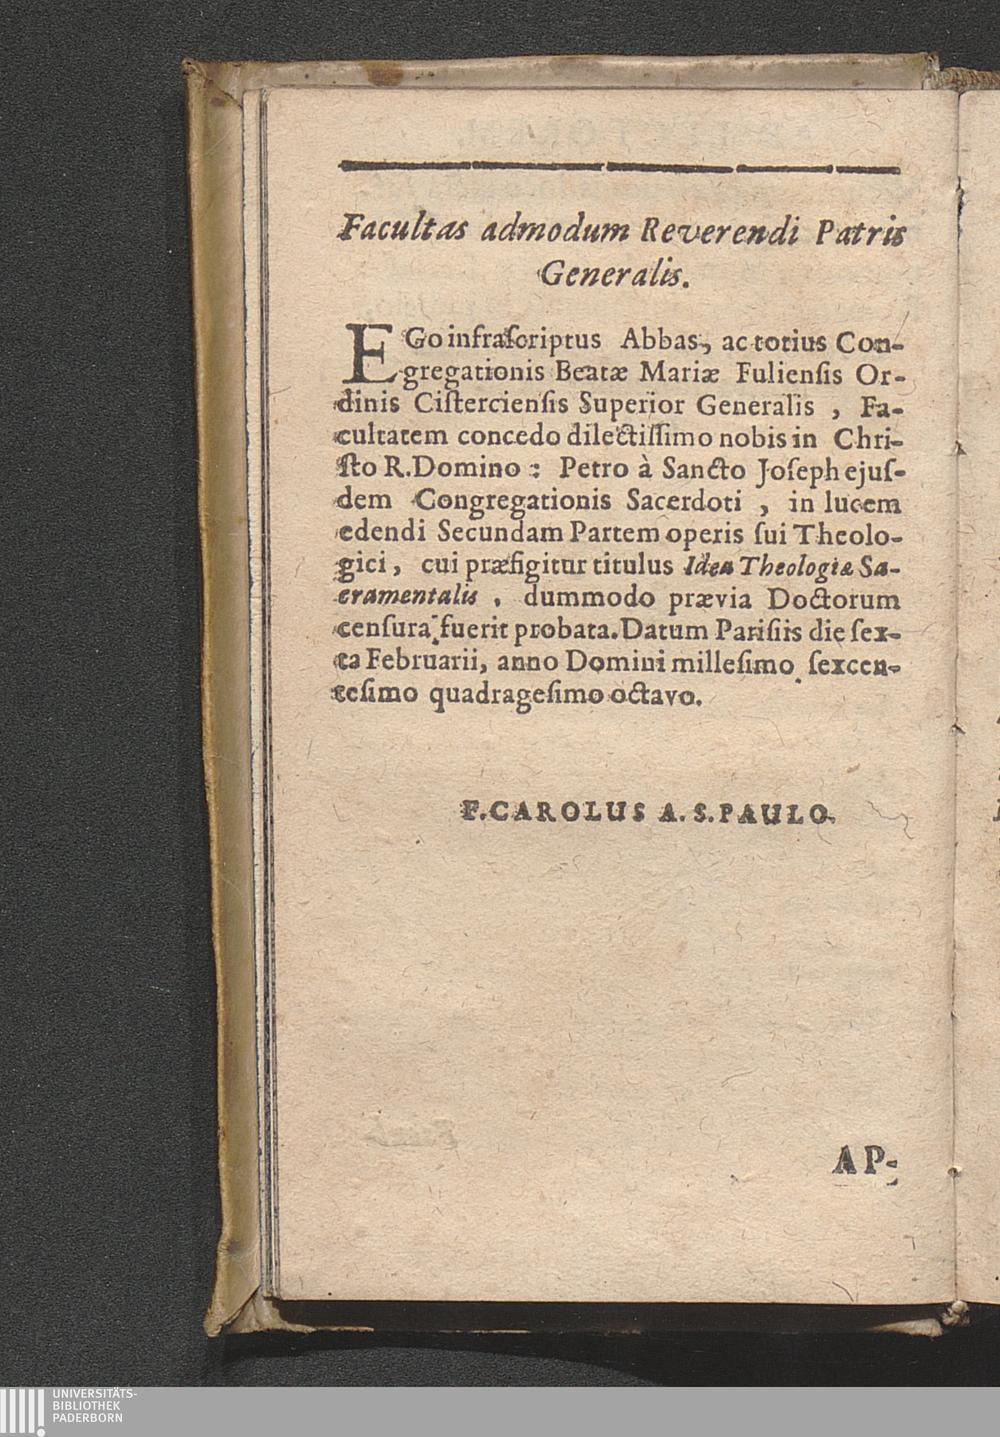 Facultas admodum Reverendi Patris
Generalis.
EGo infraſcriptus Abbas, ac totius Con-
gregationis Beatæ Mariæ Fulienſis Or-
dinis Ciſtercienſis Superior Generalis , Fa-
cultatem concedo dilectiſſimo nobis in Chri-
ſto R. Domino : Petro à Sancto Joſeph ejuſ-
dem Congregationis Sacerdoti , in lucem
edendi Secundam Partem operis ſui Theolo-
gici, cui præfigitur titulus Idea Theologiæ Sa-
cramentalis , dummodo prævia Doctorum
cenſura fuerit probata. Datum Pariſiis die ſex-
ta Februarii, anno Domini milleſimo ſexcen-
teſimo quadrageſimo octavo.
F. CAROLUS A. S. PAULO.
AP-
UNIVERSITÄTS-
BIBLIOTHEK
PADERBORN